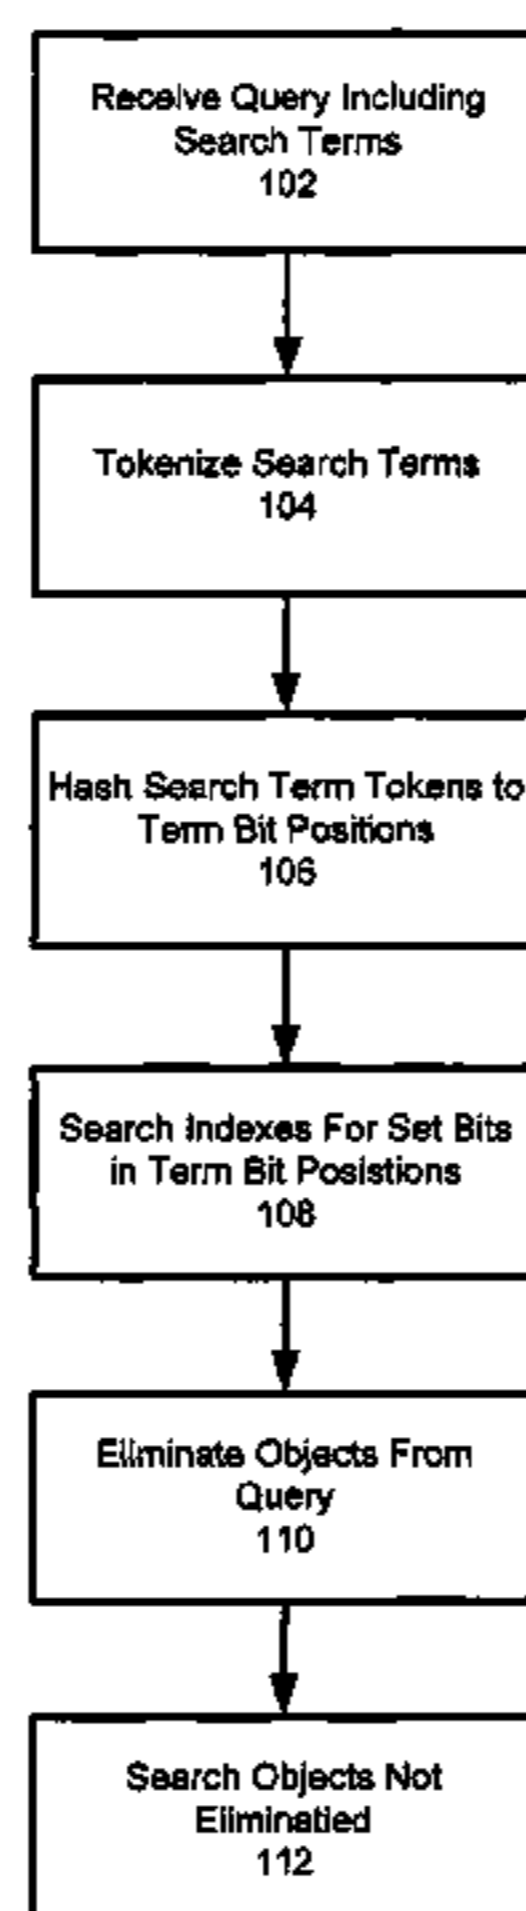 Receive Query Including
Search Terms
102
Tokenize Search Terms
104
Hash Search Term Tokens to
Term Bit Positions
106
Search Indexes For Set Bits
in Term Bit Posistions
108
Eliminate Objects From
Query
110
Search Objects Not
Eliminatied
112